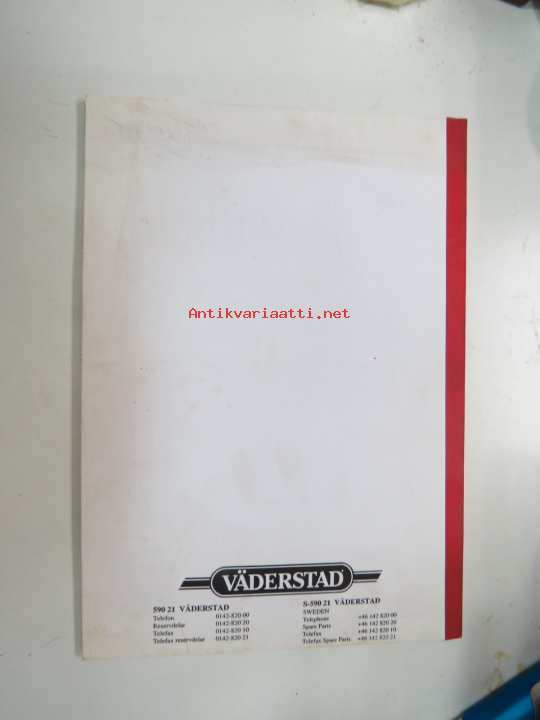 Antikvariaatti.net
VÄDERSTAD
590 21 VÄDERSTAD
Telefon 0142-820 00
Reservdelar 0142-820 20
Telefax 0142-820 10
Telefax reservdelar 0142-820 21
S-590 21 VÄDERSTAD
SWEDEN
Telephone +46 142 820 00
Spare Parts +46 142 820 20
Telefax +46 142 820 10
Telefax Spare Parts +46 142 820 21